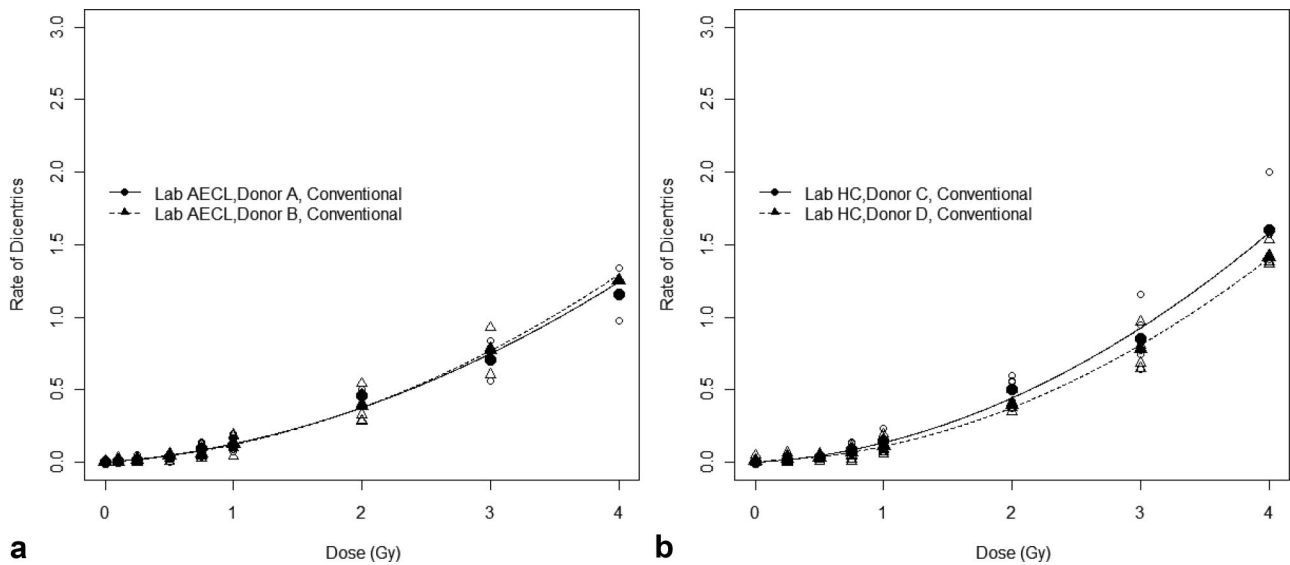 3.0
2.5
2.0
1.5
1.0
0.5
0.0
Rate of Dicentrics
Lab AECL,Donor A, Conventional
Lab AECL,Donor B, Conventional
0 1 2 3 4
Dose (Gy)
a
3.0
2.5
2.0
1.5
1.0
0.5
0.0
Rate of Dicentrics
Lab HC,Donor C, Conventional
Lab HC,Donor D, Conventional
0 1 2 3 4
Dose (Gy)
b